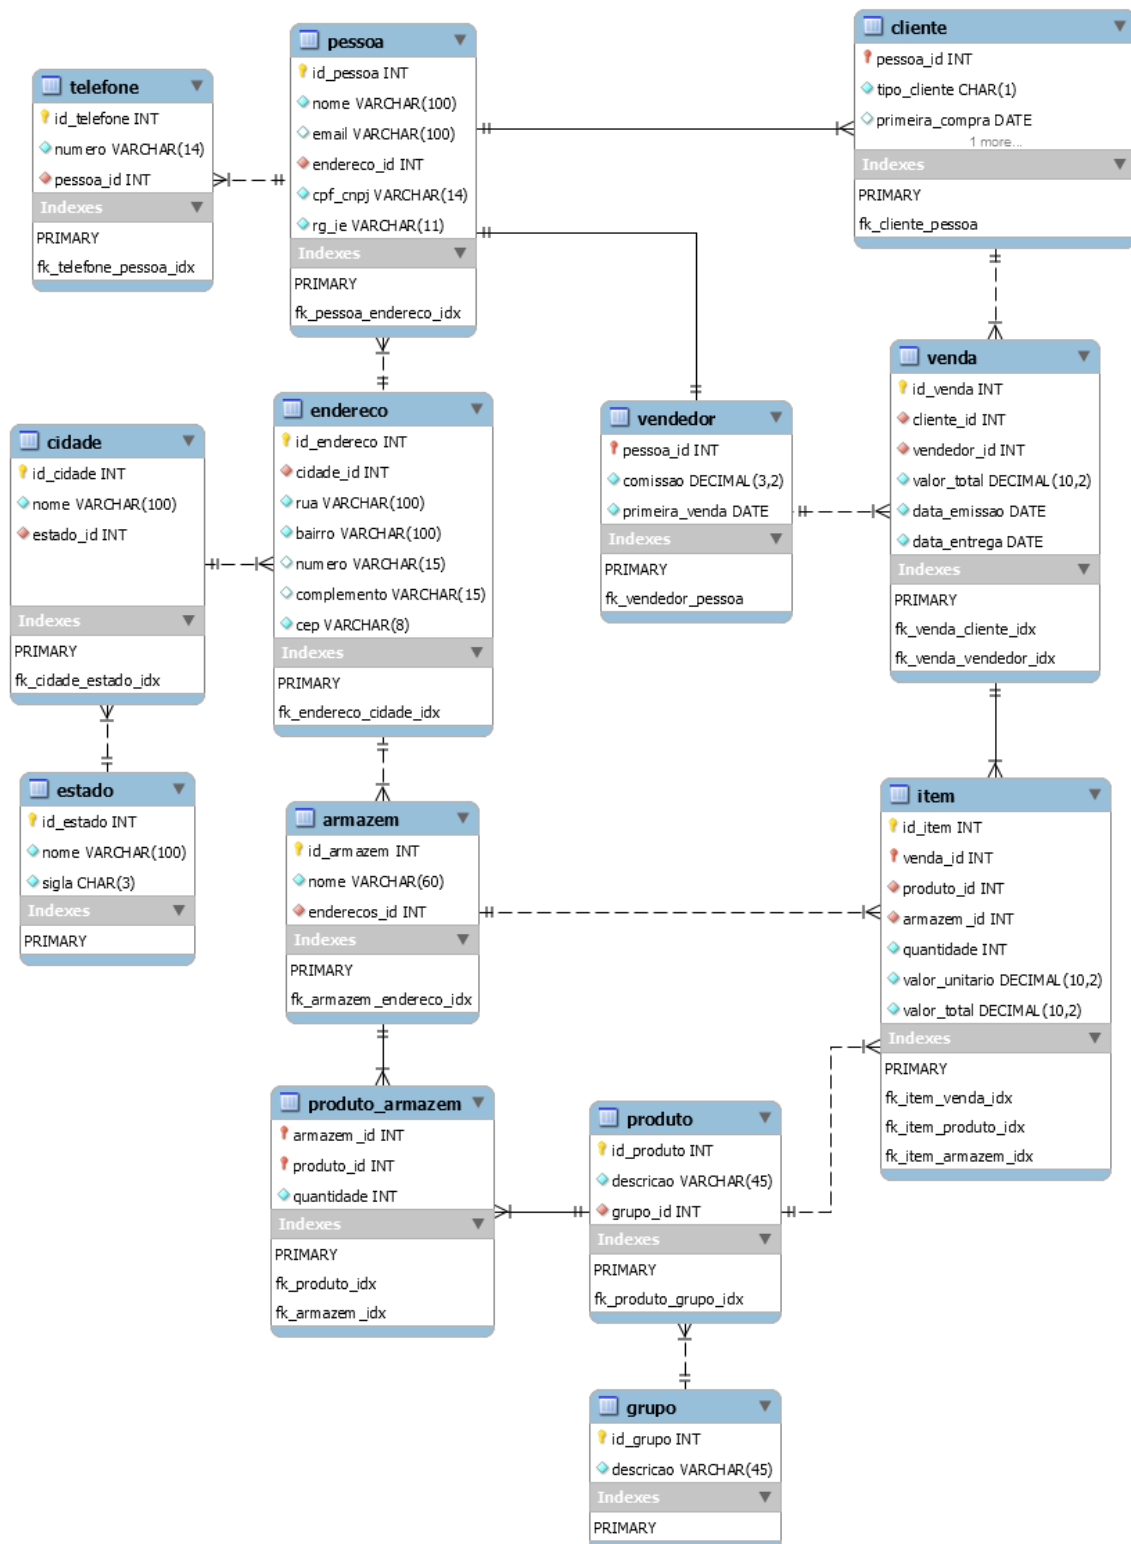 pessoa
id_pessoa INT
nome VARCHAR(100)
email VARCHAR(100)
endereco_id INT
cpf_cnpj VARCHAR(14)
rg_ie VARCHAR(11)
Indexes
PRIMARY
fk_pessoa_endereco_idx
cliente
pessoa_id INT
tipo_cliente CHAR(1)
primeira_compra DATE
1 more...
Indexes
PRIMARY
fk_cliente_pessoa
telefone
id_telefone INT
numero VARCHAR(14)
pessoa_id INT
Indexes
PRIMARY
fk_telefone_pessoa_idx
venda
id_venda INT
cliente_id INT
vendedor_id INT
valor_total DECIMAL(10,2)
data_emissao DATE
data_entrega DATE
Indexes
PRIMARY
fk_venda_cliente_idx
fk_venda_vendedor_idx
endereco
id_endereco INT
cidade_id INT
rua VARCHAR(100)
bairro VARCHAR(100)
numero VARCHAR(15)
complemento VARCHAR(15)
cep VARCHAR(8)
Indexes
PRIMARY
fk_endereco_cidade_idx
vendedor
pessoa_id INT
comissao DECIMAL(3,2)
primeira_venda DATE
Indexes
PRIMARY
fk_vendedor_pessoa
cidade
id_cidade INT
nome VARCHAR(100)
estado_id INT
Indexes
PRIMARY
fk_cidade_estado_idx
estado
id_estado INT
nome VARCHAR(100)
sigla CHAR(3)
Indexes
PRIMARY
armazem
id_armazem INT
nome VARCHAR(60)
enderecos_id INT
Indexes
PRIMARY
fk_armazem_endereco_idx
item
id_item INT
venda_id INT
produto_id INT
armazem_id INT
quantidade INT
valor_unitario DECIMAL(10,2)
valor_total DECIMAL(10,2)
Indexes
PRIMARY
fk_item_venda_idx
fk_item_produto_idx
fk_item_armazem_idx
produto_armazem
armazem_id INT
produto_id INT
quantidade INT
Indexes
PRIMARY
fk_produto_idx
fk_armazem_idx
produto
id_produto INT
descricao VARCHAR(45)
grupo_id INT
Indexes
PRIMARY
fk_produto_grupo_idx
grupo
id_grupo INT
descricao VARCHAR(45)
Indexes
PRIMARY